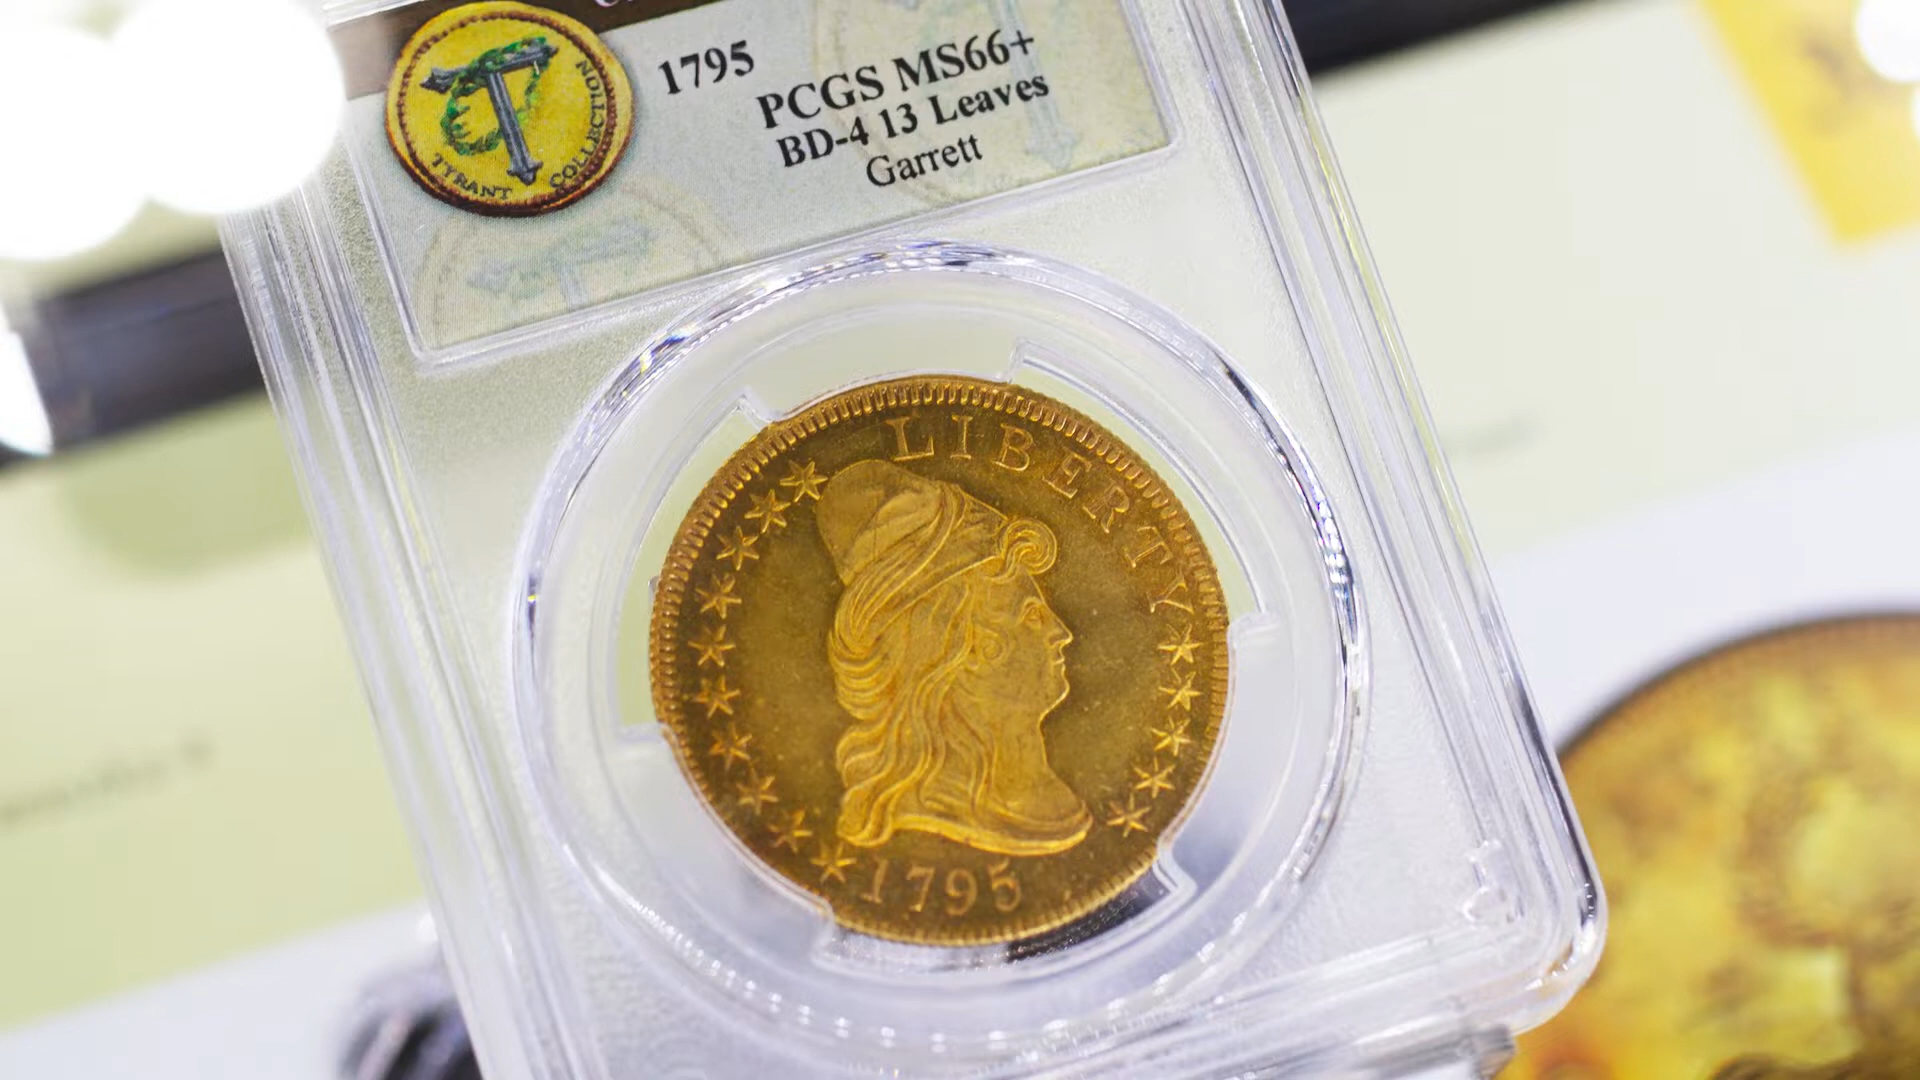 1795
PCGS MS66+
BD-4 13 Leaves
Garrett
TYRANT COLLECTION
LIBERTY
1795